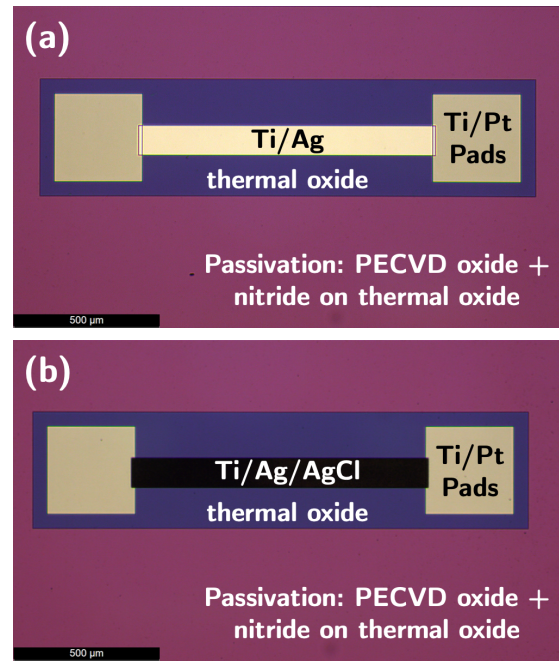 (a)
Ti/Ag
Ti/Pt
Pads
thermal oxide
Passivation: PECVD oxide +
nitride on thermal oxide
500 µm
(b)
Ti/Ag/AgCl
Ti/Pt
Pads
thermal oxide
Passivation: PECVD oxide +
nitride on thermal oxide
500 µm